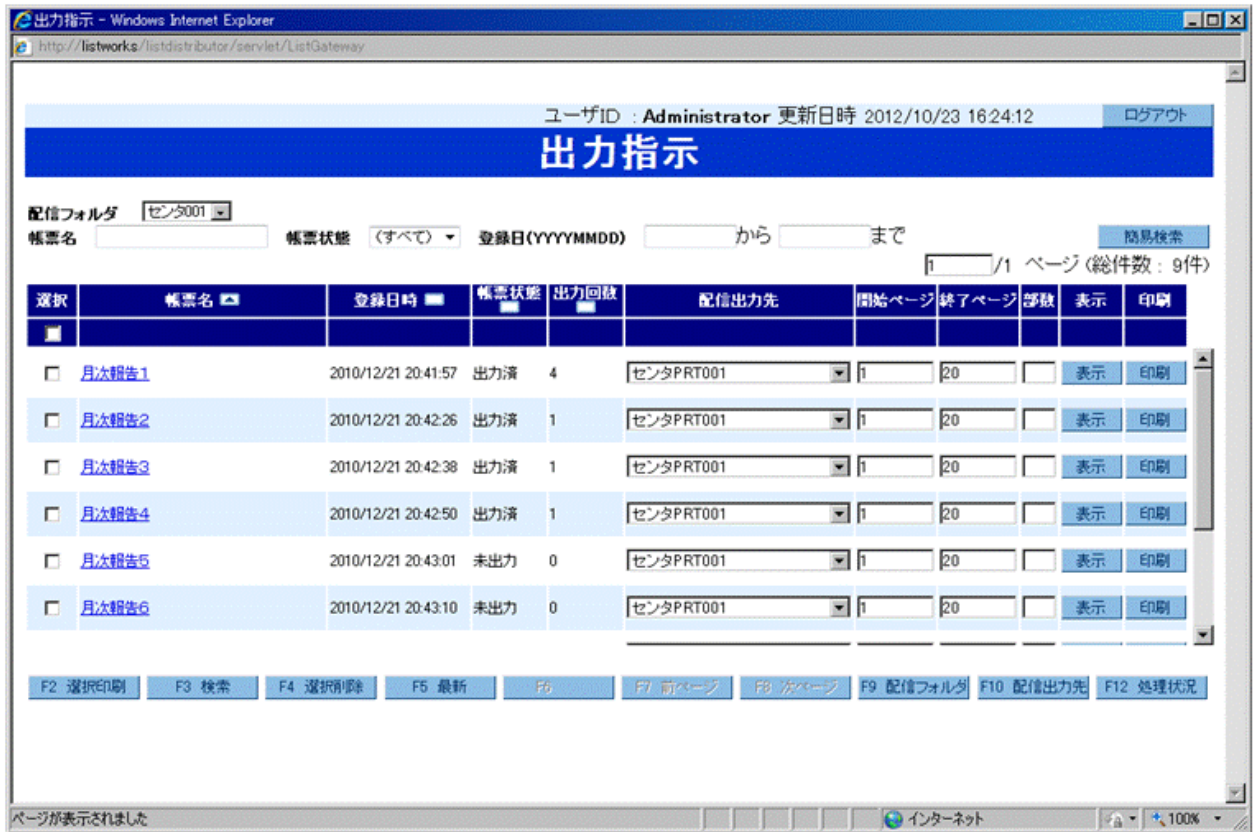 出力指示 - Windows Internet Explorer
http://listworks/listdistributor/servlet/ListGateway
ユーザID : Administrator 更新日時 2012/10/23 16:24:12 ログアウト
出力指示
配信フォルダ センタ001
帳票名 帳票状態 (すべて) 登録日(YYYYMMDD) から まで 簡易検索
1 /1 ページ (総件数 : 9件)
選択 帳票名 登録日時 帳票状態 出力回数 配信出力先 開始ページ 終了ページ 部数 表示 印刷
月次報告1 2010/12/21 20:41:57 出力済 4 センタPRT001 1 20 表示 印刷
月次報告2 2010/12/21 20:42:26 出力済 1 センタPRT001 1 20 表示 印刷
月次報告3 2010/12/21 20:42:38 出力済 1 センタPRT001 1 20 表示 印刷
月次報告4 2010/12/21 20:42:50 出力済 1 センタPRT001 1 20 表示 印刷
月次報告5 2010/12/21 20:43:01 未出力 0 センタPRT001 1 20 表示 印刷
月次報告6 2010/12/21 20:43:10 未出力 0 センタPRT001 1 20 表示 印刷
F2 選択印刷 F3 検索 F4 選択削除 F5 最新 F6 F7 前ページ F8 次ページ F9 配信フォルダ F10 配信出力先 F12 処理状況
ページが表示されました インターネット 100%